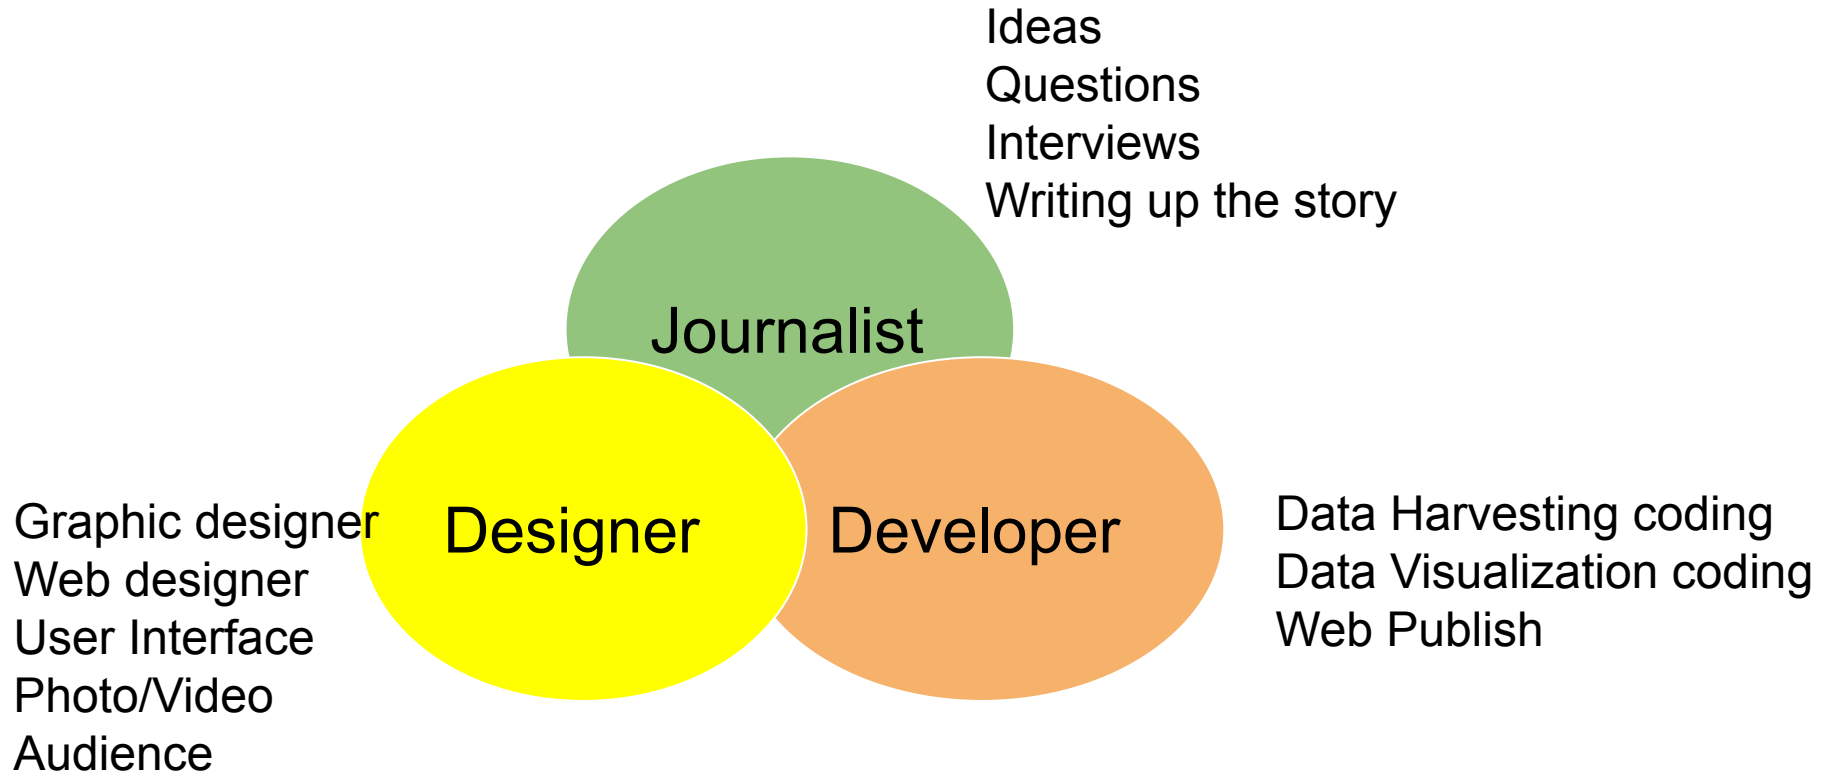 Ideas
Questions
Interviews
Writing up the story
Journalist
Designer
Developer
Graphic designer
Web designer
User Interface
Photo/Video
Audience
Data Harvesting coding
Data Visualization coding
Web Publish